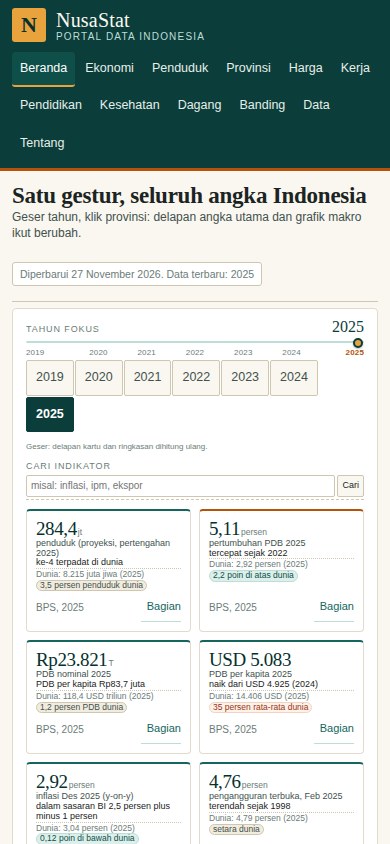 N
NusaStat
PORTAL DATA INDONESIA
Beranda Ekonomi Penduduk Provinsi Harga Kerja
Pendidikan Kesehatan Dagang Banding Data
Tentang
Satu gestur, seluruh angka Indonesia
Geser tahun, klik provinsi: delapan angka utama dan grafik makro
ikut berubah.
Diperbarui 27 November 2026. Data terbaru: 2025
TAHUN FOKUS 2025
2019 2020 2021 2022 2023 2024 2025
2019 2020 2021 2022 2023 2024
2025
Geser: delapan kartu dan ringkasan dihitung ulang.
CARI INDIKATOR
misal: inflasi, ipm, ekspor Cari
284,4 jt
penduduk (proyeksi, pertengahan
2025)
ke-4 terpadat di dunia
Dunia: 8.215 juta jiwa (2025)
3,5 persen penduduk dunia
BPS, 2025 Bagian
5,11 persen
pertumbuhan PDB 2025
tercepat sejak 2022
Dunia: 2,92 persen (2025)
2,2 poin di atas dunia
BPS, 2025 Bagian
Rp23.821 T
PDB nominal 2025
PDB per kapita Rp83,7 juta
Dunia: 118,4 USD triliun (2025)
1,2 persen PDB dunia
BPS, 2025 Bagian
USD 5.083
PDB per kapita 2025
naik dari USD 4.925 (2024)
Dunia: 14.406 USD (2025)
35 persen rata-rata dunia
BPS, 2025 Bagian
2,92 persen
inflasi Des 2025 (y-on-y)
dalam sasaran BI 2,5 persen plus
minus 1 persen
Dunia: 3,04 persen (2025)
0,12 poin di bawah dunia
4,76 persen
pengangguran terbuka, Feb 2025
terendah sejak 1998
Dunia: 4,79 persen (2025)
setara dunia